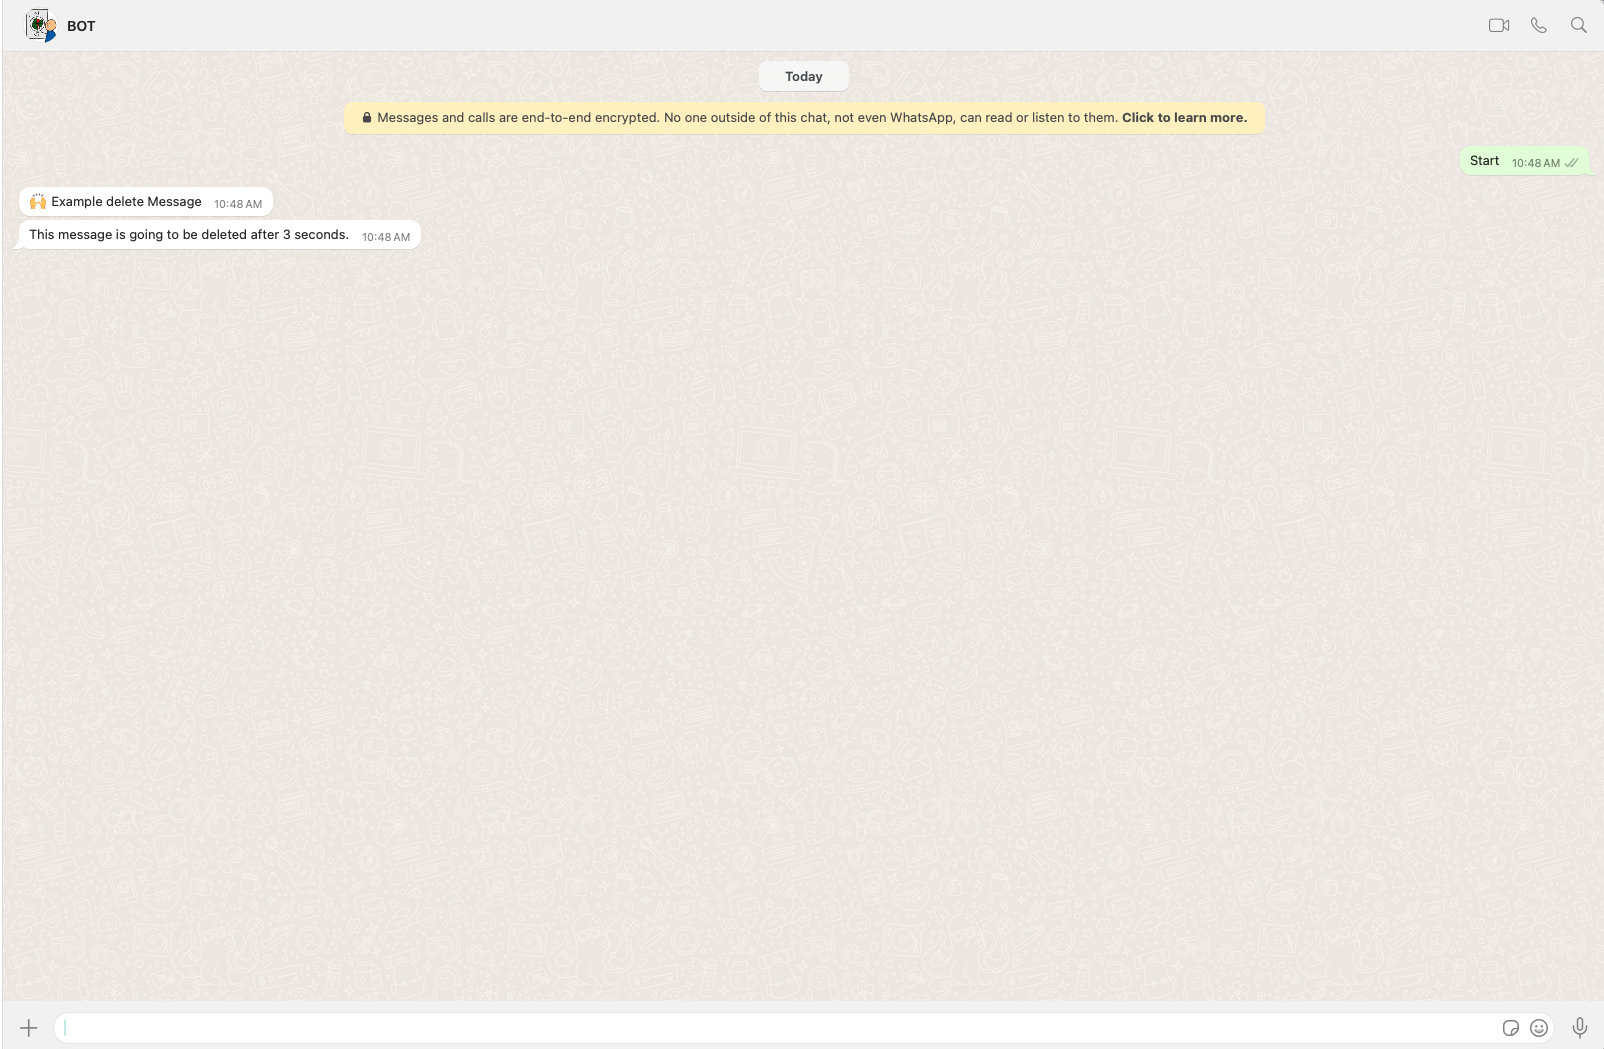 BOT
Today
Messages and calls are end-to-end encrypted. No one outside of this chat, not even WhatsApp, can read or listen to them. Click to learn more.
Start 10:48 AM
🙌 Example delete Message 10:48 AM
This message is going to be deleted after 3 seconds. 10:48 AM